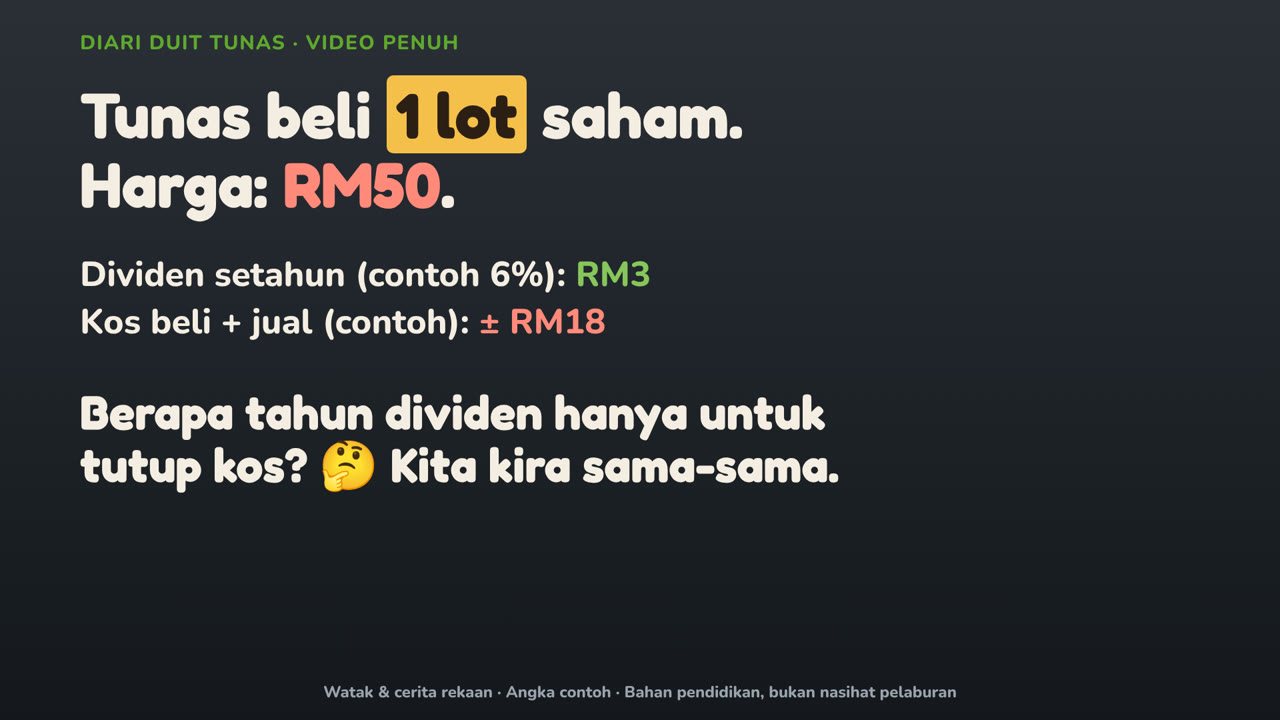 DIARI DUIT TUNAS · VIDEO PENUH
Tunas beli 1 lot saham.
Harga: RM50.
Dividen setahun (contoh 6%): RM3
Kos beli + jual (contoh): ± RM18
Berapa tahun dividen hanya untuk
tutup kos? 🤔 Kita kira sama-sama.
Watak & cerita rekaan · Angka contoh · Bahan pendidikan, bukan nasihat pelaburan